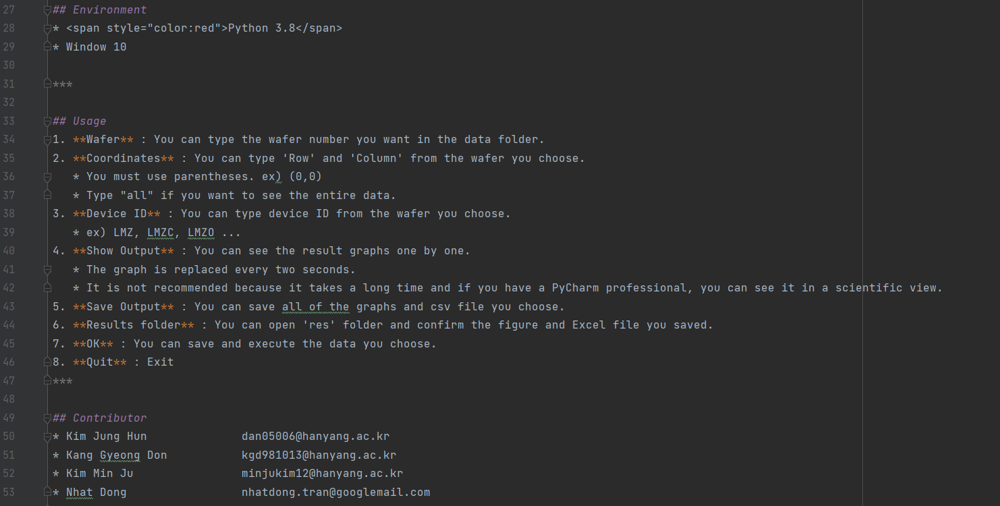 27 ## Environment
28 * <span style="color:red">Python 3.8</span>
29 * Window 10
30
31 ***
32
33 ## Usage
34 1. **Wafer** : You can type the wafer number you want in the data folder.
35 2. **Coordinates** : You can type 'Row' and 'Column' from the wafer you choose.
36    * You must use parentheses. ex) (0,0)
37    * Type "all" if you want to see the entire data.
38 3. **Device ID** : You can type device ID from the wafer you choose.
39    * ex) LMZ, LMZC, LMZO ...
40 4. **Show Output** : You can see the result graphs one by one.
41    * The graph is replaced every two seconds.
42    * It is not recommended because it takes a long time and if you have a PyCharm professional, you can see it in a scientific view.
43 5. **Save Output** : You can save all of the graphs and csv file you choose.
44 6. **Results folder** : You can open 'res' folder and confirm the figure and Excel file you saved.
45 7. **OK** : You can save and execute the data you choose.
46 8. **Quit** : Exit
47 ***
48
49 ## Contributor
50 * Kim Jung Hun              dan05006@hanyang.ac.kr
51 * Kang Gyeong Don           kgd981013@hanyang.ac.kr
52 * Kim Min Ju                minjukim12@hanyang.ac.kr
53 * Nhat Dong                 nhatdong.tran@googlemail.com